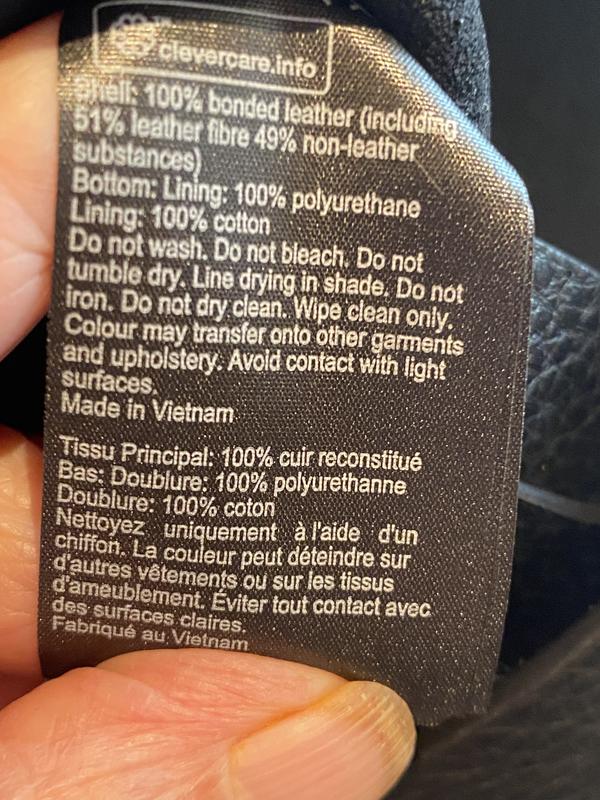 clevercare.info
Shell: 100% bonded leather (including
51% leather fibre 49% non-leather
substances)
Bottom: Lining: 100% polyurethane
Lining: 100% cotton
Do not wash. Do not bleach. Do not
tumble dry. Line drying in shade. Do not
iron. Do not dry clean. Wipe clean only.
Colour may transfer onto other garments
and upholstery. Avoid contact with light
surfaces.
Made in Vietnam
Tissu Principal: 100% cuir reconstitué
Bas: Doublure: 100% polyurethanne
Doublure: 100% coton
Nettoyez uniquement à l'aide d'un
chiffon. La couleur peut déteindre sur
d'autres vêtements ou sur les tissus
d'ameublement. Éviter tout contact avec
des surfaces claires.
Fabriqué au Vietnam